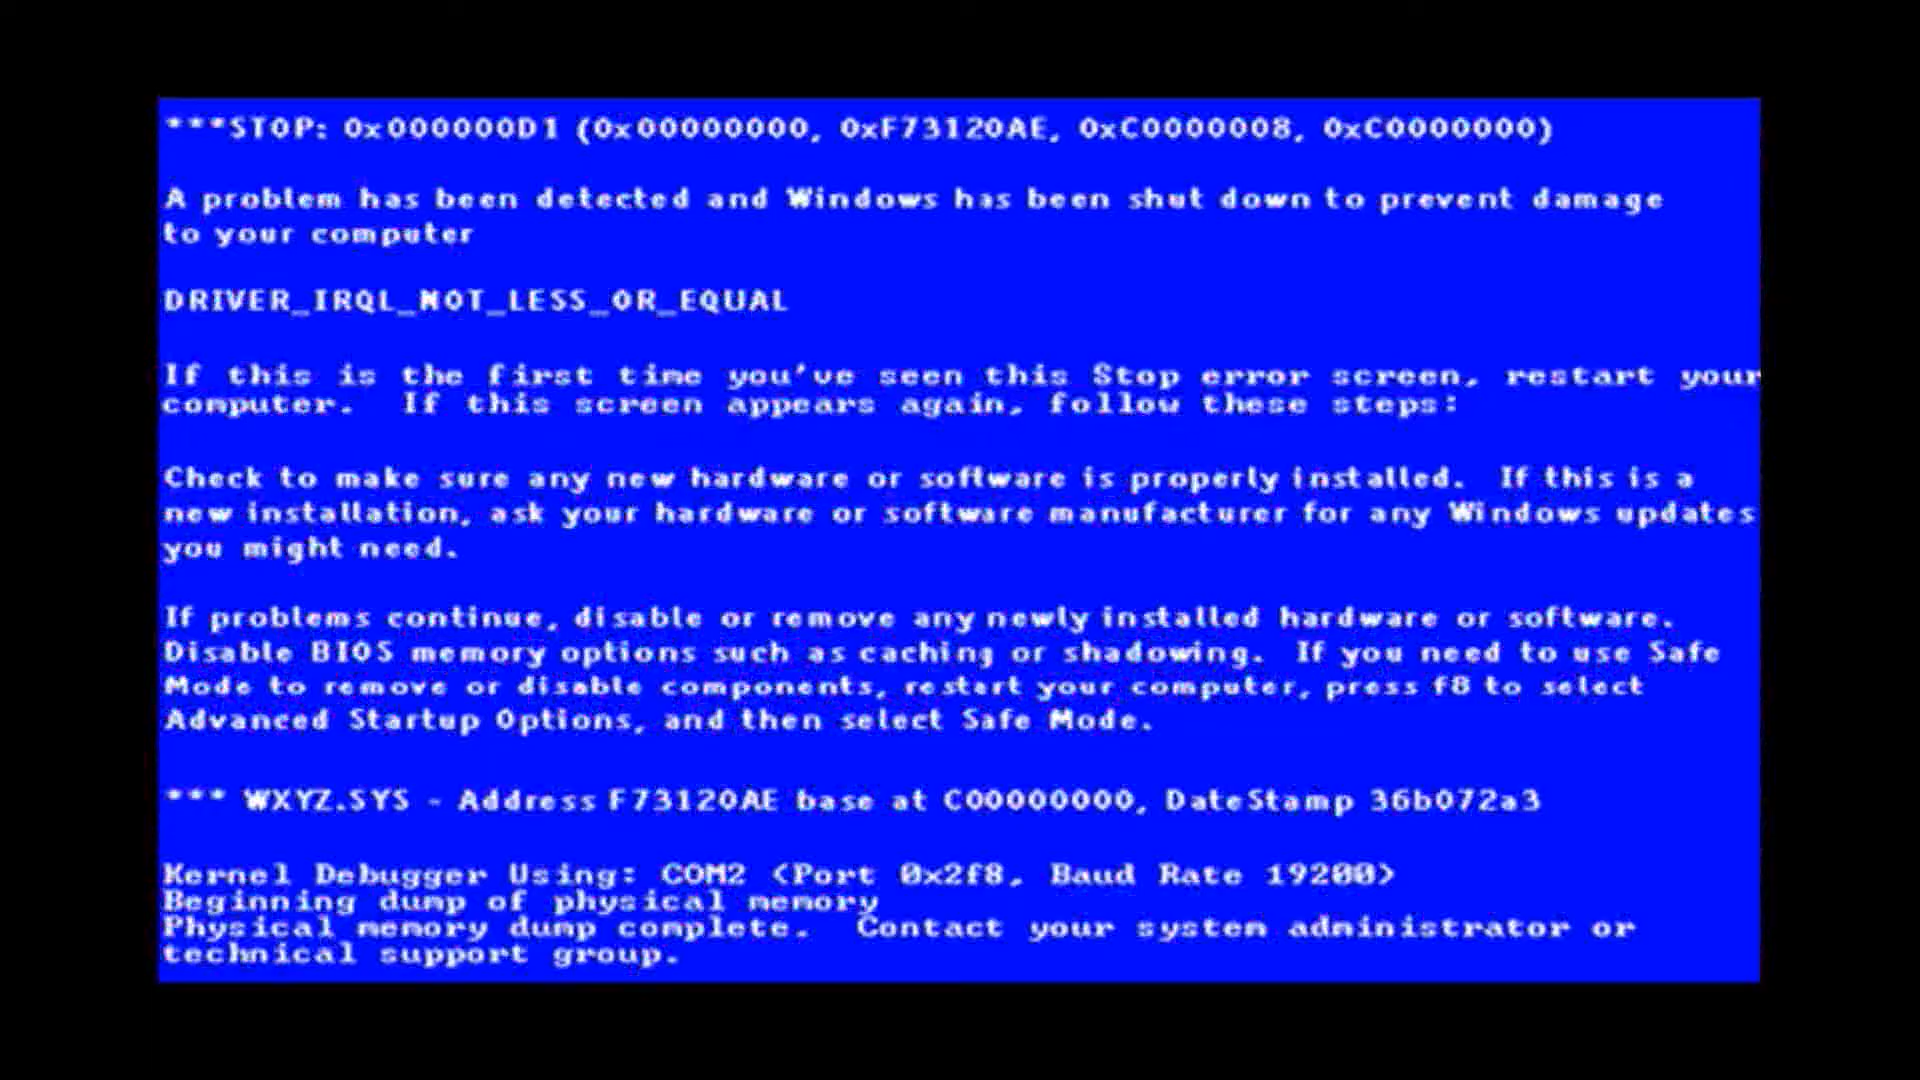 ***STOP: 0x000000D1 (0x00000000, 0xF73120AE, 0xC0000008, 0xC0000000)
A problem has been detected and Windows has been shut down to prevent damage
to your computer
DRIVER_IRQL_NOT_LESS_OR_EQUAL
If this is the first time you've seen this Stop error screen, restart your
computer.  If this screen appears again, follow these steps:
Check to make sure any new hardware or software is properly installed.  If this is a
new installation, ask your hardware or software manufacturer for any Windows updates
you might need.
If problems continue, disable or remove any newly installed hardware or software.
Disable BIOS memory options such as caching or shadowing.  If you need to use Safe
Mode to remove or disable components, restart your computer, press f8 to select
Advanced Startup Options, and then select Safe Mode.
*** WXYZ.SYS - Address F73120AE base at C00000000, DateStamp 36b072a3
Kernel Debugger Using: COM2 (Port 0x2f8, Baud Rate 19200)
Beginning dump of physical memory
Physical memory dump complete.  Contact your system administrator or
technical support group.